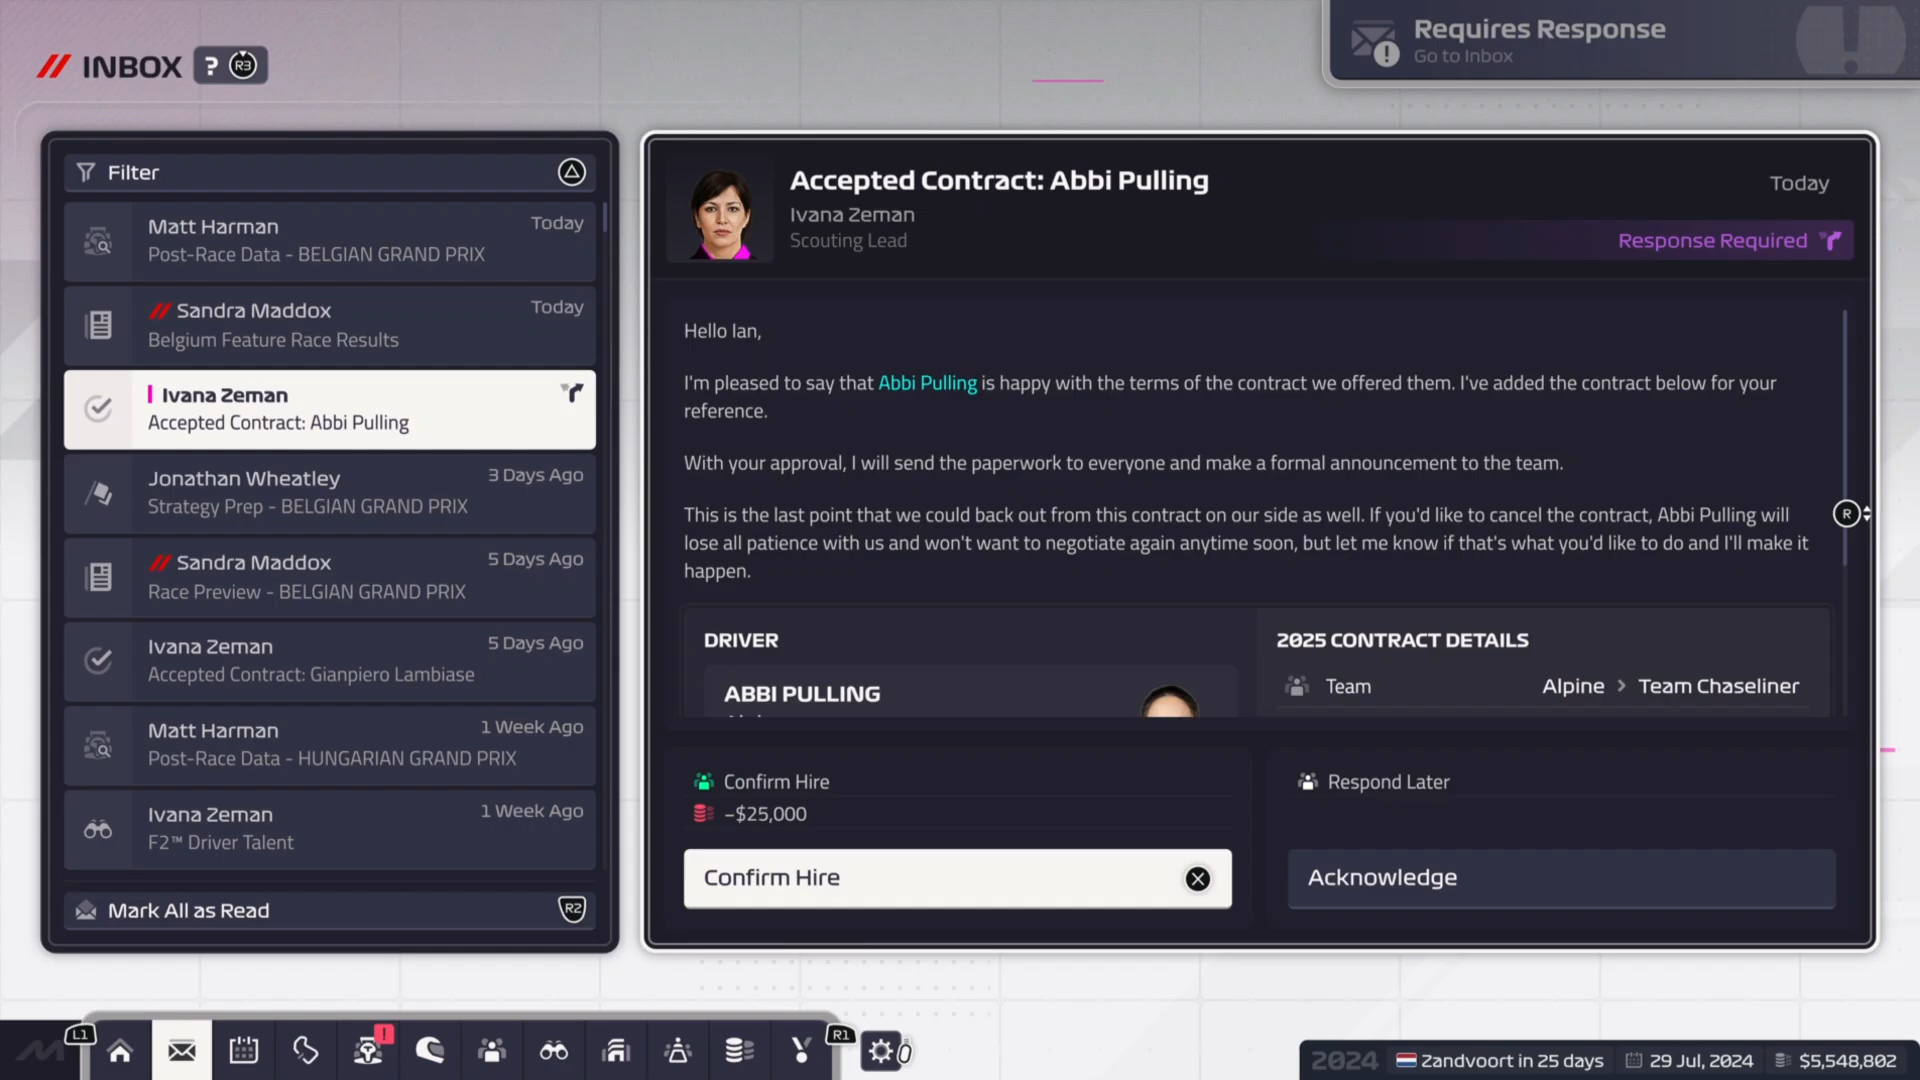 Requires Response
Go to Inbox
INBOX ? R3
Filter
Matt Harman Today
Post-Race Data - BELGIAN GRAND PRIX
Sandra Maddox Today
Belgium Feature Race Results
Ivana Zeman
Accepted Contract: Abbi Pulling
Jonathan Wheatley 3 Days Ago
Strategy Prep - BELGIAN GRAND PRIX
Sandra Maddox 5 Days Ago
Race Preview - BELGIAN GRAND PRIX
Ivana Zeman 5 Days Ago
Accepted Contract: Gianpiero Lambiase
Matt Harman 1 Week Ago
Post-Race Data - HUNGARIAN GRAND PRIX
Ivana Zeman 1 Week Ago
F2™ Driver Talent
Mark All as Read R2
Accepted Contract: Abbi Pulling Today
Ivana Zeman
Scouting Lead
Response Required
Hello Ian,
I'm pleased to say that Abbi Pulling is happy with the terms of the contract we offered them. I've added the contract below for your
reference.
With your approval, I will send the paperwork to everyone and make a formal announcement to the team.
This is the last point that we could back out from this contract on our side as well. If you'd like to cancel the contract, Abbi Pulling will
lose all patience with us and won't want to negotiate again anytime soon, but let me know if that's what you'd like to do and I'll make it
happen.
R
DRIVER
ABBI PULLING
2025 CONTRACT DETAILS
Team Alpine > Team Chaseliner
Confirm Hire
-$25,000
Confirm Hire
Respond Later
Acknowledge
L1 R1
2024 Zandvoort in 25 days 29 Jul, 2024 $5,548,802